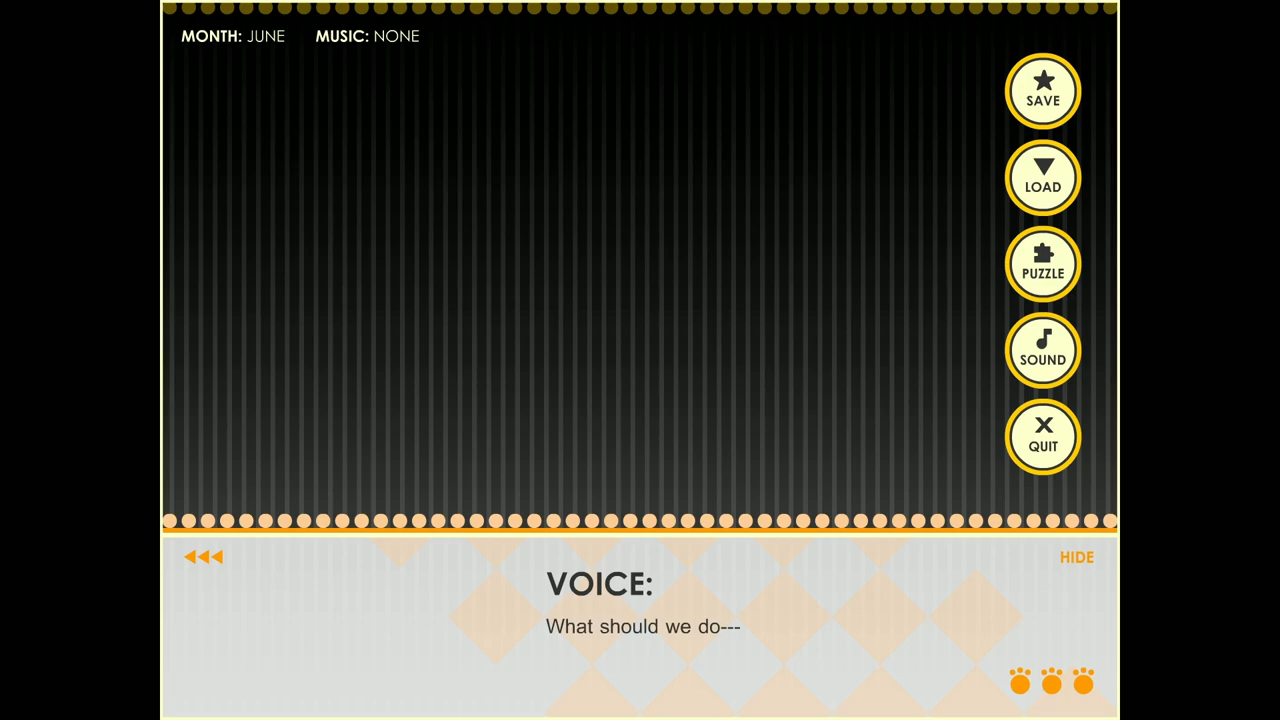 MONTH: JUNE MUSIC: NONE
SAVE
LOAD
PUZZLE
SOUND
QUIT
HIDE
VOICE:
What should we do---